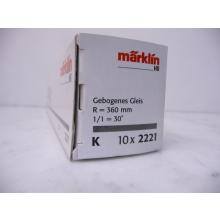 märklin
H0
Gebogenes Gleis
R = 360 mm
1/1 = 30°
K 10 x 2221